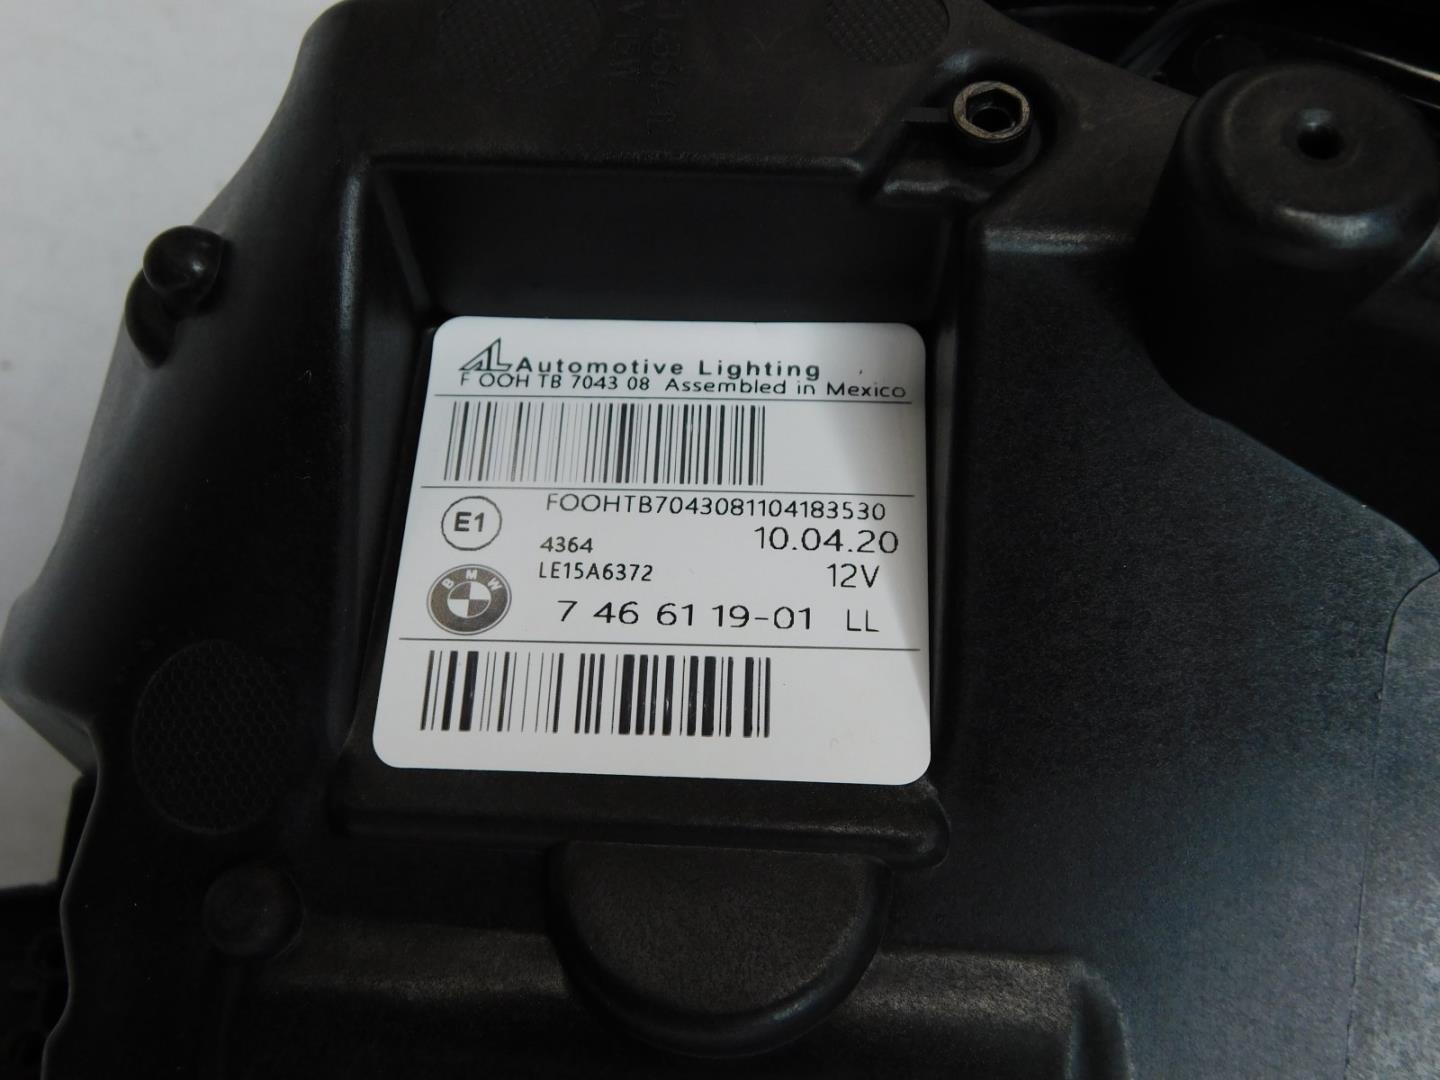 AL Automotive Lighting
F OOH TB 7043 08 Assembled in Mexico
FOOHTB7043081104183530
E1
10.04.20
4364
LE15A6372
12V
BMW
7 46 61 19-01 LL